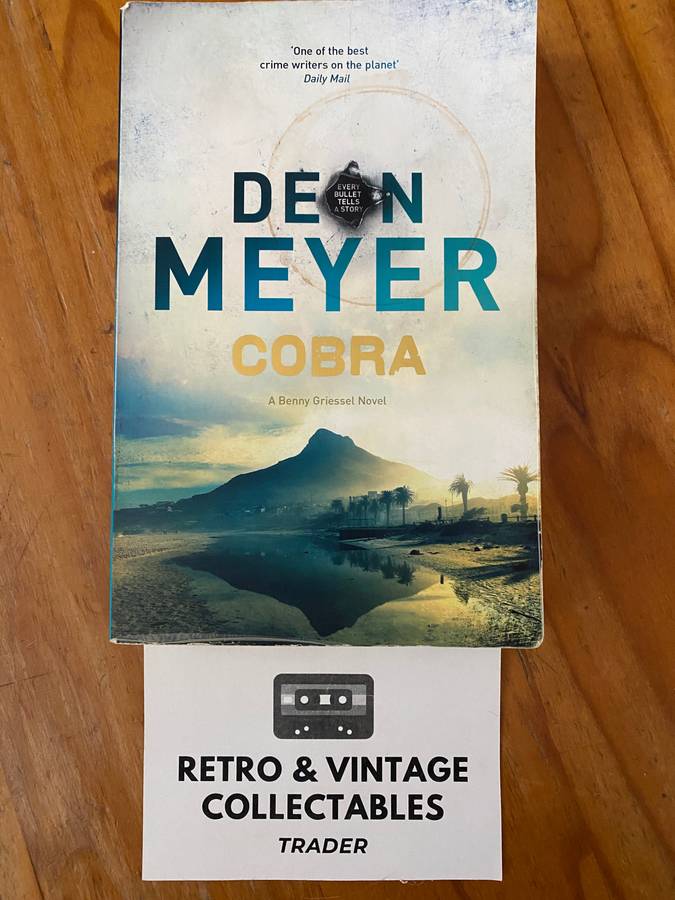 'One of the best
crime writers on the planet'
Daily Mail
DEON
EVERY
BULLET
TELLS
A STORY
MEYER
COBRA
A Benny Griessel Novel
RETRO & VINTAGE
COLLECTABLES
TRADER